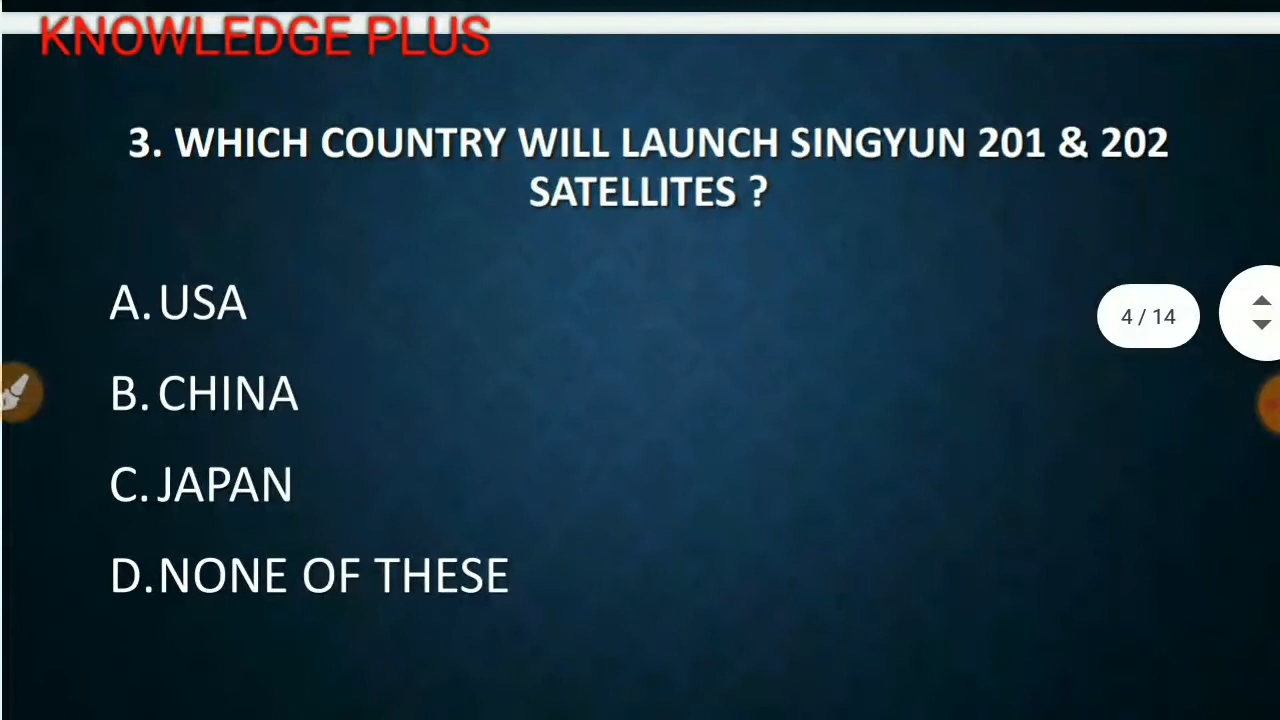 KNOWLEDGE PLUS
3. WHICH COUNTRY WILL LAUNCH SINGYUN 201 & 202
SATELLITES ?
A. USA
B. CHINA
4 / 14
C. JAPAN
D. NONE OF THESE